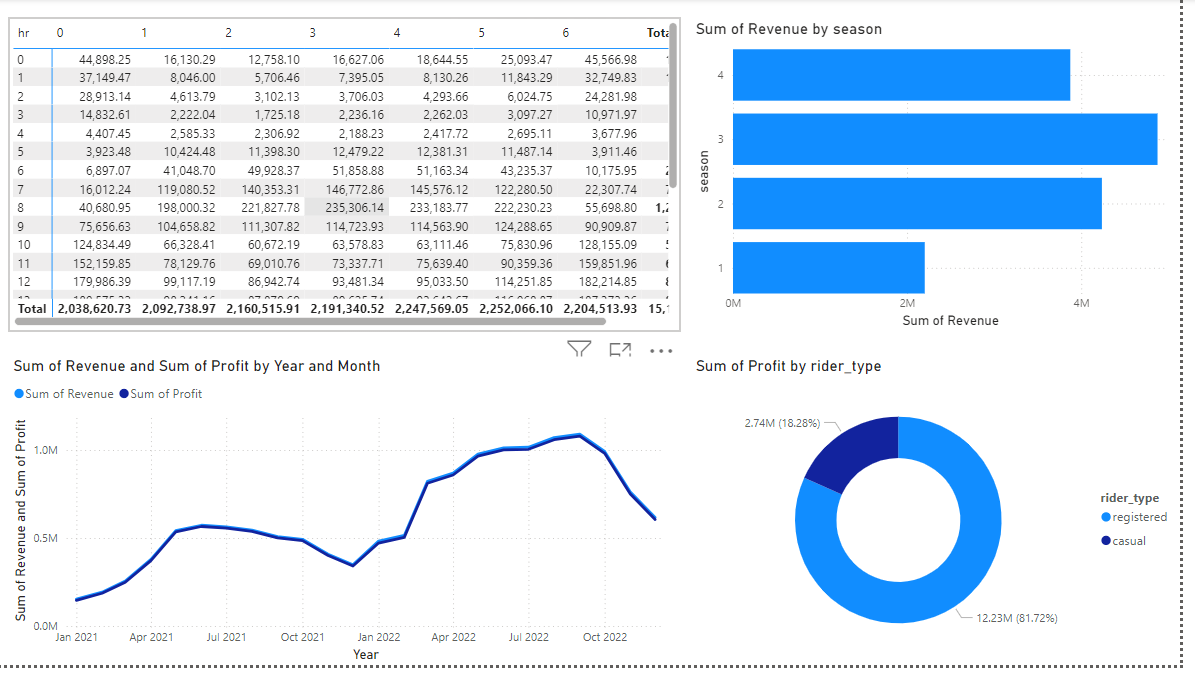 hr 0 1 2 3 4 5 6
0 44,898.25 16,130.29 12,758.10 16,627.06 18,644.55 25,093.47 45,566.98
1 37,149.47 8,046.00 5,706.46 7,395.05 8,130.26 11,843.29 32,749.83
2 28,913.14 4,613.79 3,102.13 3,706.03 4,293.66 6,024.75 24,281.98
3 14,832.61 2,222.04 1,725.18 2,236.16 2,262.03 3,097.27 10,971.97
4 4,407.45 2,585.33 2,306.92 2,188.23 2,417.72 2,695.11 3,677.96
5 3,923.48 10,424.48 11,398.30 12,479.22 12,381.31 11,487.14 3,911.46
6 6,897.07 41,048.70 49,928.37 51,858.88 51,163.34 43,235.37 10,175.95
7 16,012.24 119,080.52 140,353.31 146,772.86 145,576.12 122,280.50 22,307.74
8 40,680.95 198,000.32 221,827.78 235,306.14 233,183.77 222,230.23 55,698.80
9 75,656.63 104,658.82 111,307.82 114,723.93 114,563.90 124,288.65 90,909.87
10 124,834.49 66,328.41 60,672.19 63,578.83 63,111.46 75,830.96 128,155.09
11 152,159.85 78,129.76 69,010.76 73,337.71 75,639.40 90,359.36 159,851.96
12 179,986.39 99,117.19 86,942.74 93,481.34 95,033.50 114,251.85 182,214.85
Total 2,038,620.73 2,092,738.97 2,160,515.91 2,191,340.52 2,247,569.05 2,252,066.10 2,204,513.93
Sum of Revenue by season
season
4
3
2
1
0M 2M 4M
Sum of Revenue
Sum of Revenue and Sum of Profit by Year and Month
Sum of Revenue Sum of Profit
Sum of Revenue and Sum of Profit
1.0M
0.5M
0.0M
Jan 2021 Apr 2021 Jul 2021 Oct 2021 Jan 2022 Apr 2022 Jul 2022 Oct 2022
Year
Sum of Profit by rider_type
2.74M (18.28%)
12.23M (81.72%)
rider_type
registered
casual